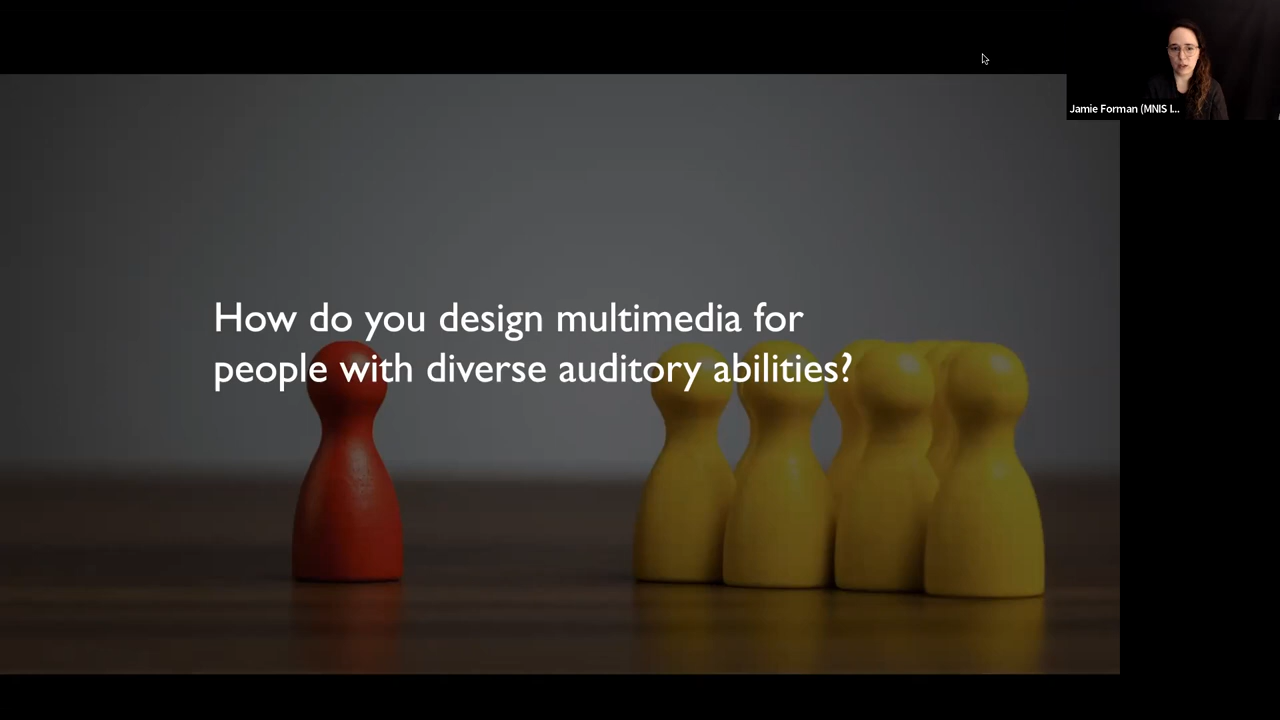 Jamie Forman (MNIS I...
How do you design multimedia for
people with diverse auditory abilities?